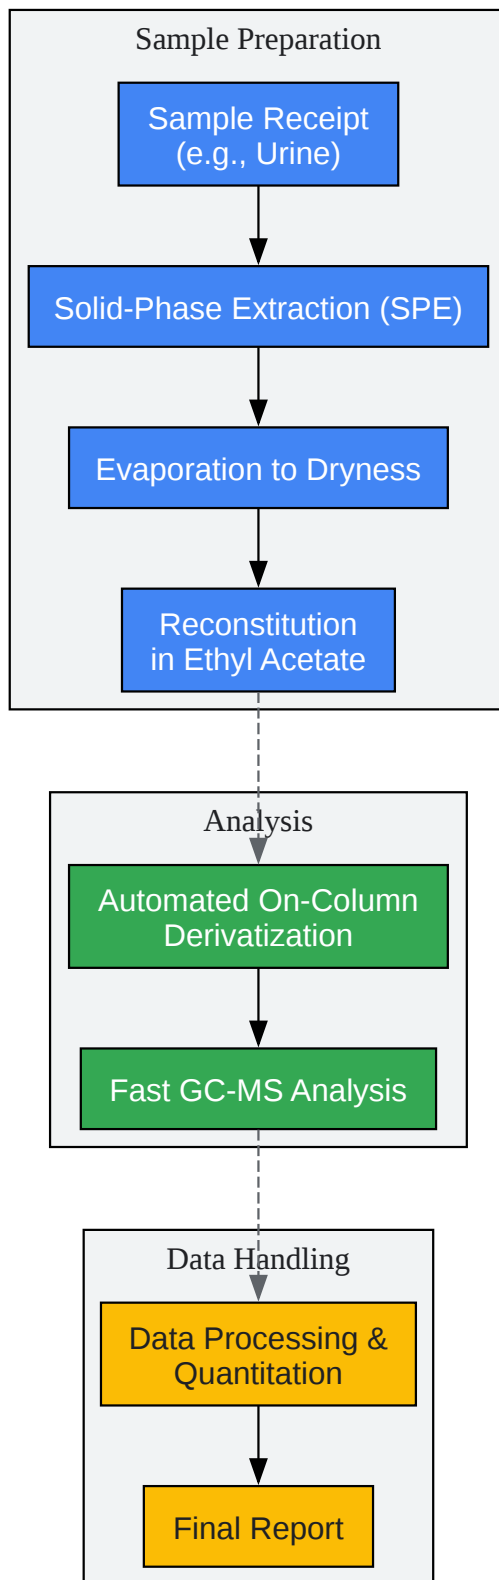 Sample Preparation
Sample Receipt
(e.g., Urine)
Solid-Phase Extraction (SPE)
Evaporation to Dryness
Reconstitution
in Ethyl Acetate
Analysis
Automated On-Column
Derivatization
Fast GC-MS Analysis
Data Handling
Data Processing &
Quantitation
Final Report